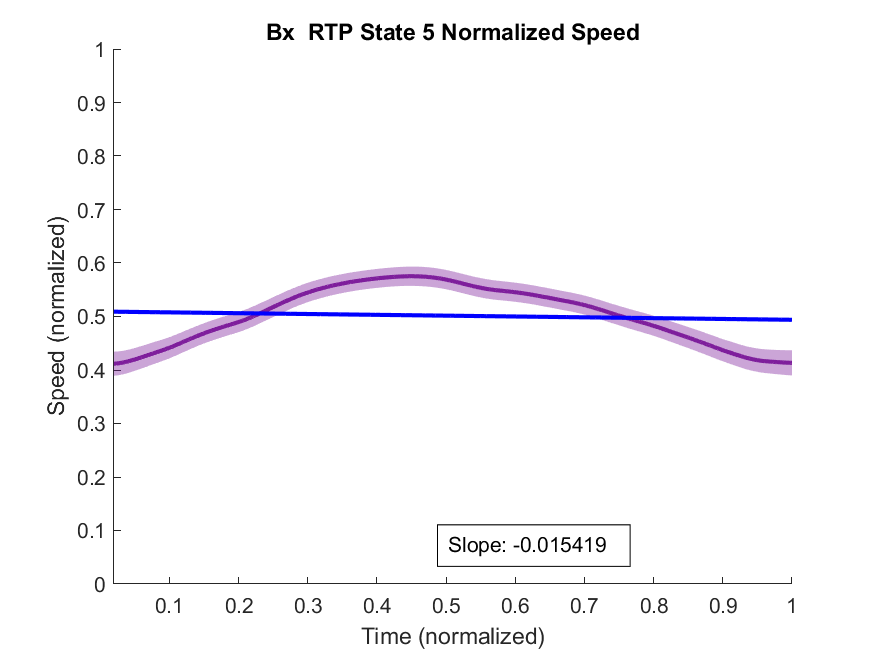 Bx  RTP State 5 Normalized Speed
1
0.9
0.8
0.7
0.6
0.5
0.4
0.3
0.2
0.1
0
Speed (normalized)
Slope: -0.015419
0.1 0.2 0.3 0.4 0.5 0.6 0.7 0.8 0.9 1
Time (normalized)